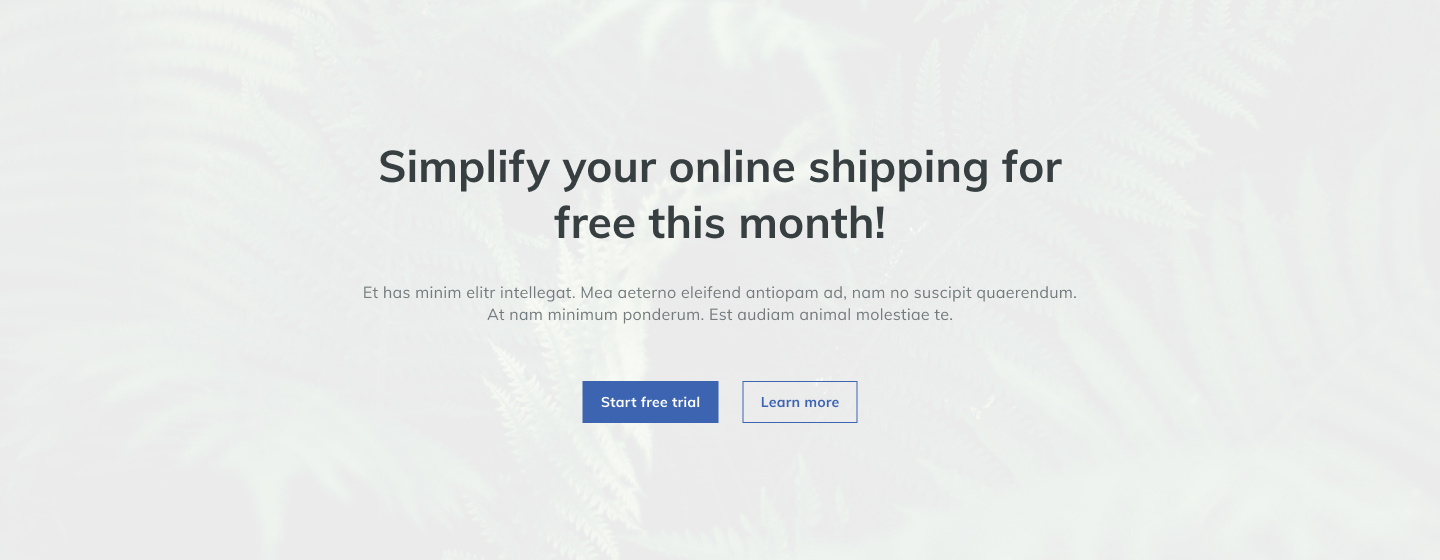 Simplify your online shipping for
free this month!
Et has minim elitr intellegat. Mea aeterno eleifend antiopam ad, nam no suscipit quaerendum.
At nam minimum ponderum. Est audiam animal molestiae te.
Start free trial
Learn more